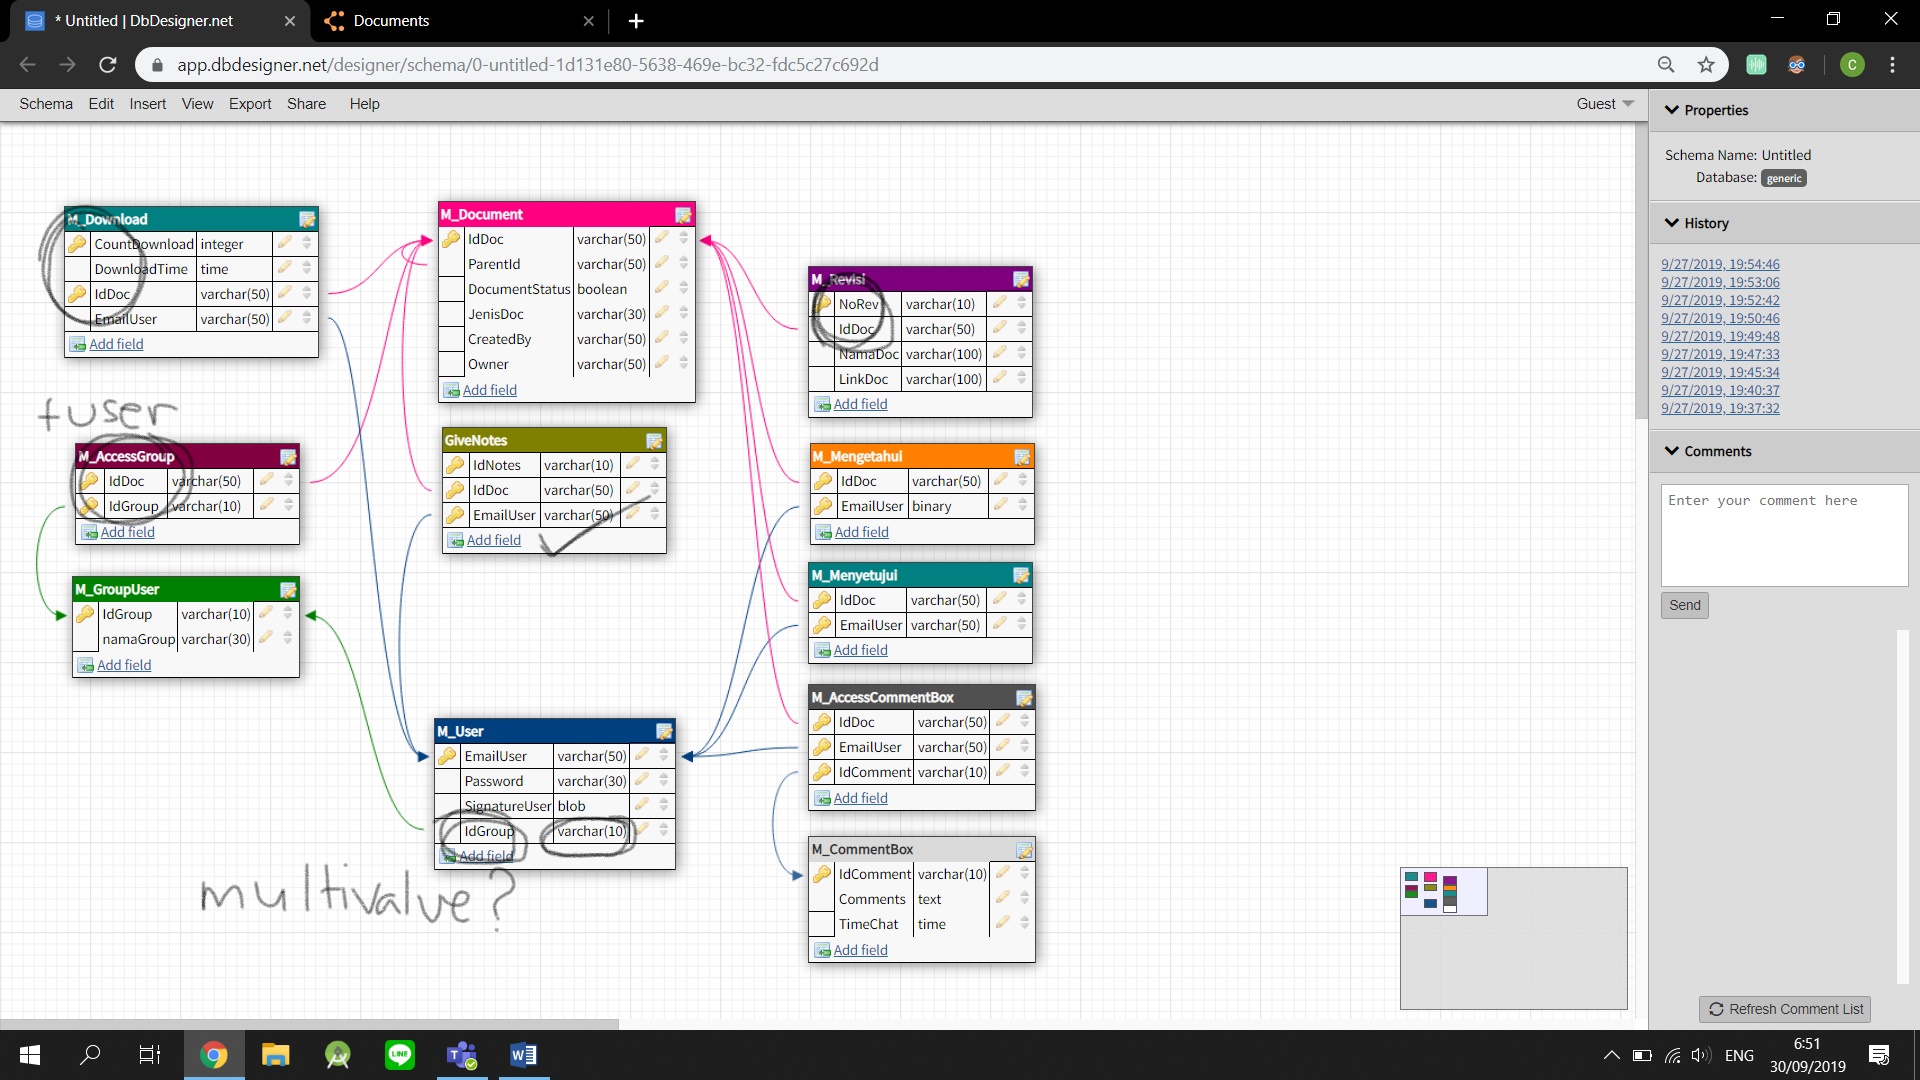 * Untitled | DbDesigner.net
Documents
app.dbdesigner.net/designer/schema/0-untitled-1d131e80-5638-469e-bc32-fdc5c27c692d
C
Schema Edit Insert View Export Share Help
Guest
M_Download
CountDownload integer
DownloadTime time
IdDoc varchar(50)
EmailUser varchar(50)
Add field
tuser
M_AccessGroup
IdDoc varchar(50)
IdGroup varchar(10)
Add field
M_GroupUser
IdGroup varchar(10)
namaGroup varchar(30)
Add field
M_Document
IdDoc varchar(50)
ParentId varchar(50)
DocumentStatus boolean
JenisDoc varchar(30)
CreatedBy varchar(50)
Owner varchar(50)
Add field
GiveNotes
IdNotes varchar(10)
IdDoc varchar(50)
EmailUser varchar(50)
Add field
M_User
EmailUser varchar(50)
Password varchar(30)
SignatureUser blob
IdGroup varchar(10)
Add field
multivalue?
M_Revisi
NoRev varchar(10)
IdDoc varchar(50)
NamaDoc varchar(100)
LinkDoc varchar(100)
Add field
M_Mengetahui
IdDoc varchar(50)
EmailUser binary
Add field
M_Menyetujui
IdDoc varchar(50)
EmailUser varchar(50)
Add field
M_AccessCommentBox
IdDoc varchar(50)
EmailUser varchar(50)
IdComment varchar(10)
Add field
M_CommentBox
IdComment varchar(10)
Comments text
TimeChat time
Add field
Properties
Schema Name: Untitled
Database: generic
History
9/27/2019, 19:54:46
9/27/2019, 19:53:06
9/27/2019, 19:52:42
9/27/2019, 19:50:46
9/27/2019, 19:49:48
9/27/2019, 19:47:33
9/27/2019, 19:45:34
9/27/2019, 19:40:37
9/27/2019, 19:37:32
Comments
Enter your comment here
Send
Refresh Comment List
LINE
ENG
6:51
30/09/2019